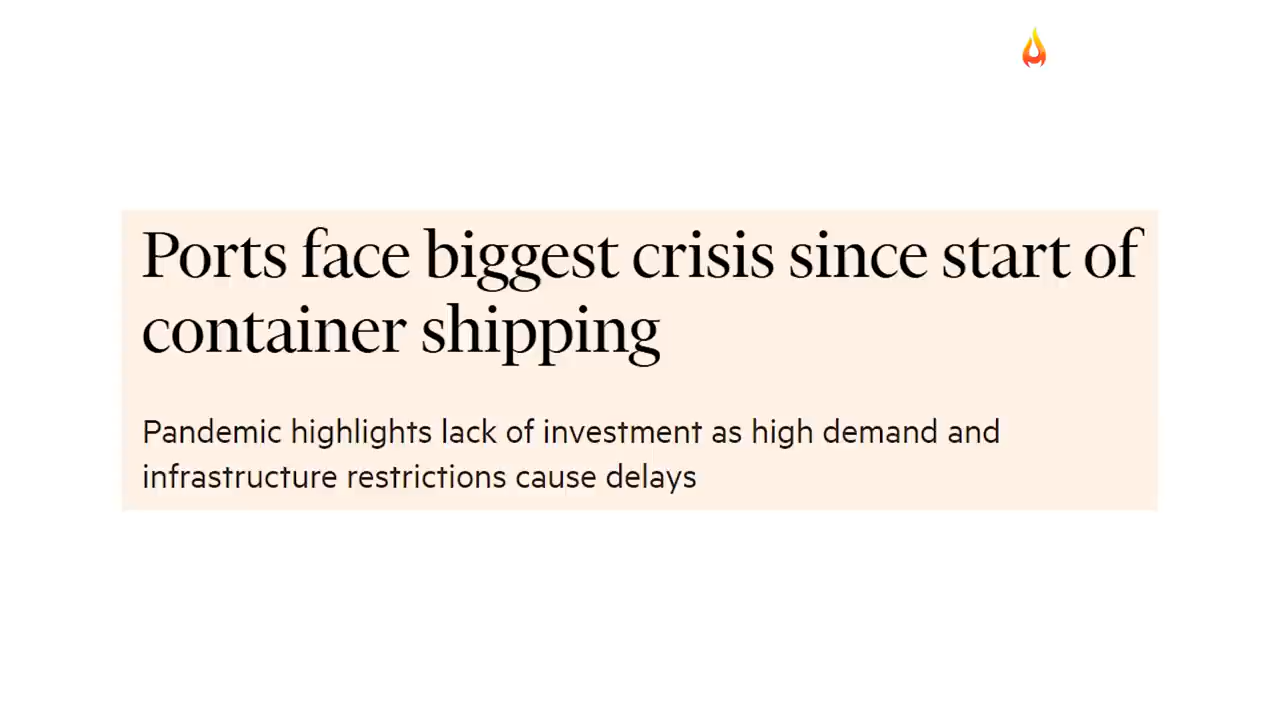 Ports face biggest crisis since start of
container shipping
Pandemic highlights lack of investment as high demand and
infrastructure restrictions cause delays